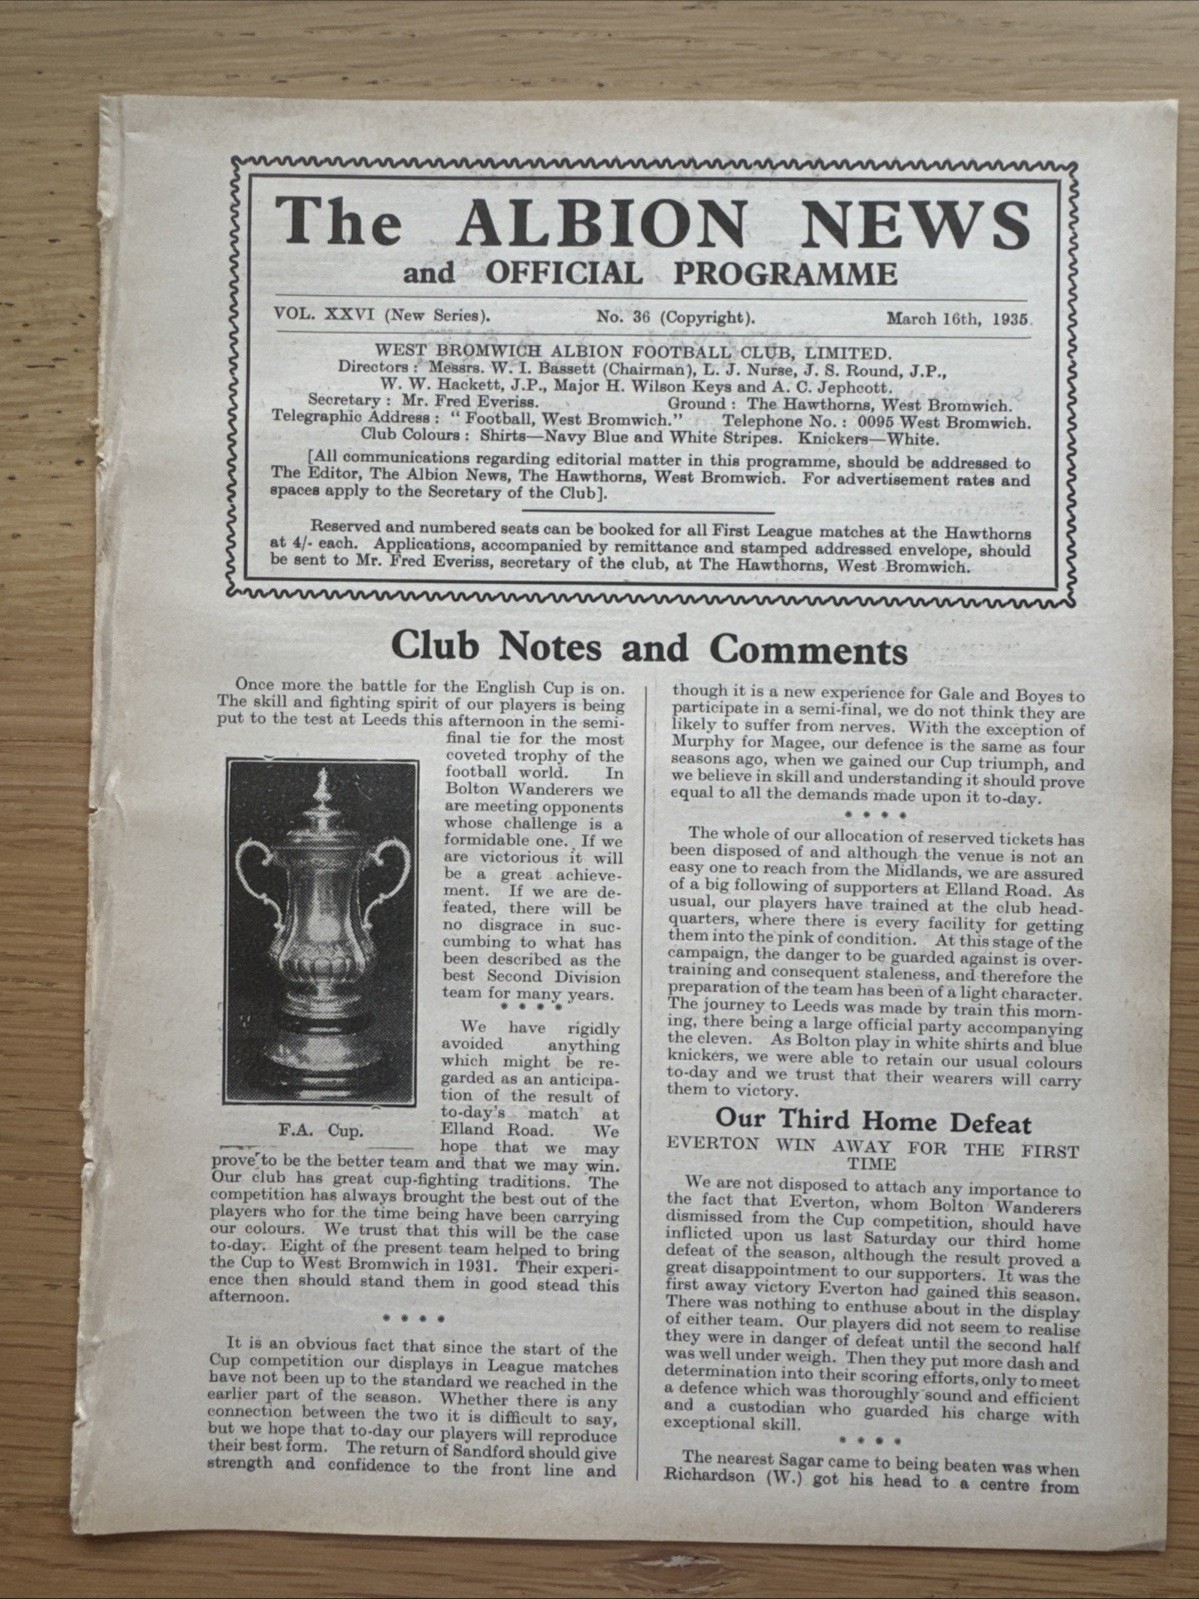 The ALBION NEWS
and OFFICIAL PROGRAMME
VOL. XXVI (New Series). No. 36 (Copyright). March 16th, 1935.
WEST BROMWICH ALBION FOOTBALL CLUB, LIMITED.
Directors : Messrs. W. I. Bassett (Chairman), L. J. Nurse, J. S. Round, J.P.,
W. W. Hackett, J.P., Major H. Wilson Keys and A. C. Jephcott.
Secretary : Mr. Fred Everiss. Ground : The Hawthorns, West Bromwich.
Telegraphic Address : " Football, West Bromwich." Telephone No. : 0095 West Bromwich.
Club Colours : Shirts—Navy Blue and White Stripes. Knickers—White.
[All communications regarding editorial matter in this programme, should be addressed to
The Editor, The Albion News, The Hawthorns, West Bromwich. For advertisement rates and
spaces apply to the Secretary of the Club].
Reserved and numbered seats can be booked for all First League matches at the Hawthorns
at 4/- each. Applications, accompanied by remittance and stamped addressed envelope, should
be sent to Mr. Fred Everiss, secretary of the club, at The Hawthorns, West Bromwich.
Club Notes and Comments
Once more the battle for the English Cup is on.
The skill and fighting spirit of our players is being
put to the test at Leeds this afternoon in the semi-
final tie for the most
coveted trophy of the
football world. In
Bolton Wanderers we
are meeting opponents
whose challenge is a
formidable one. If we
are victorious it will
be a great achieve-
ment. If we are de-
feated, there will be
no disgrace in suc-
cumbing to what has
been described as the
best Second Division
team for many years.
* * * *
We have rigidly
avoided anything
which might be re-
garded as an anticipa-
tion of the result of
to-day's match at
Elland Road. We
hope that we may
F.A. Cup.
prove to be the better team and that we may win.
Our club has great cup-fighting traditions. The
competition has always brought the best out of the
players who for the time being have been carrying
our colours. We trust that this will be the case
to-day. Eight of the present team helped to bring
the Cup to West Bromwich in 1931. Their experi-
ence then should stand them in good stead this
afternoon.
* * * *
It is an obvious fact that since the start of the
Cup competition our displays in League matches
have not been up to the standard we reached in the
earlier part of the season. Whether there is any
connection between the two it is difficult to say,
but we hope that to-day our players will reproduce
their best form. The return of Sandford should give
strength and confidence to the front line and
though it is a new experience for Gale and Boyes to
participate in a semi-final, we do not think they are
likely to suffer from nerves. With the exception of
Murphy for Magee, our defence is the same as four
seasons ago, when we gained our Cup triumph, and
we believe in skill and understanding it should prove
equal to all the demands made upon it to-day.
* * * *
The whole of our allocation of reserved tickets has
been disposed of and although the venue is not an
easy one to reach from the Midlands, we are assured
of a big following of supporters at Elland Road. As
usual, our players have trained at the club head-
quarters, where there is every facility for getting
them into the pink of condition. At this stage of the
campaign, the danger to be guarded against is over-
training and consequent staleness, and therefore the
preparation of the team has been of a light character.
The journey to Leeds was made by train this morn-
ing, there being a large official party accompanying
the eleven. As Bolton play in white shirts and blue
knickers, we were able to retain our usual colours
to-day and we trust that their wearers will carry
them to victory.
Our Third Home Defeat
EVERTON WIN AWAY FOR THE FIRST
TIME
We are not disposed to attach any importance to
the fact that Everton, whom Bolton Wanderers
dismissed from the Cup competition, should have
inflicted upon us last Saturday our third home
defeat of the season, although the result proved a
great disappointment to our supporters. It was the
first away victory Everton had gained this season.
There was nothing to enthuse about in the display
of either team. Our players did not seem to realise
they were in danger of defeat until the second half
was well under weigh. Then they put more dash and
determination into their scoring efforts, only to meet
a defence which was thoroughly sound and efficient
and a custodian who guarded his charge with
exceptional skill.
* * * *
The nearest Sagar came to being beaten was when
Richardson (W.) got his head to a centre from